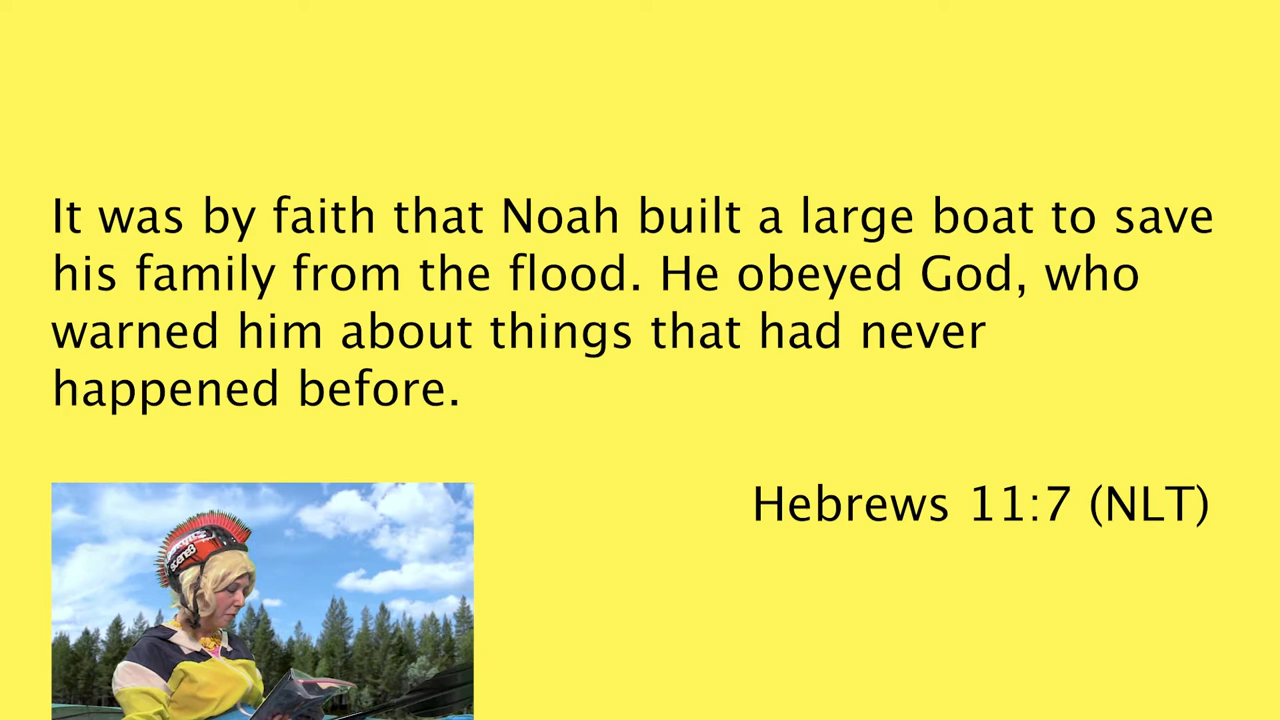 It was by faith that Noah built a large boat to save
his family from the flood. He obeyed God, who
warned him about things that had never
happened before.
Hebrews 11:7 (NLT)